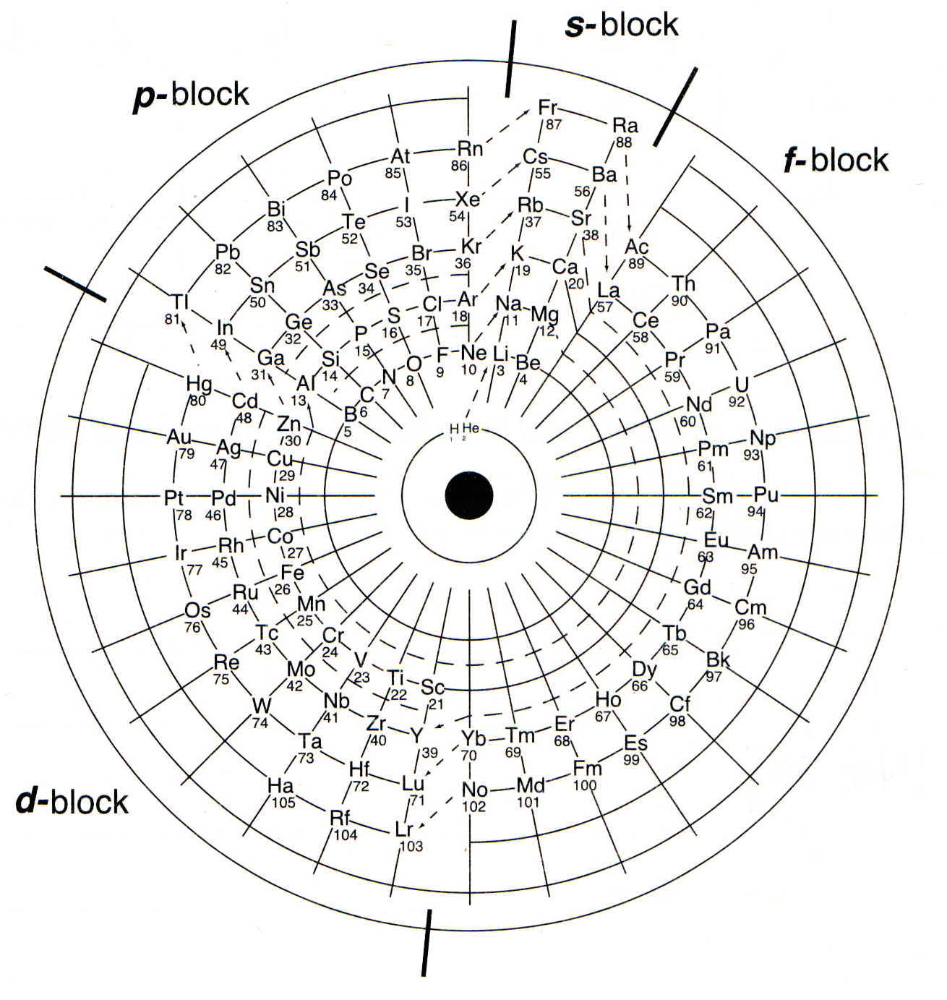 s-block
p-block
f-block
d-block
H
1
He
2
Li
3
Be
4
B
5
C
6
N
7
O
8
F
9
Ne
10
Na
11
Mg
12
Al
13
Si
14
P
15
S
16
Cl
17
Ar
18
K
19
Ca
20
Sc
21
Ti
22
V
23
Cr
24
Mn
25
Fe
26
Co
27
Ni
28
Cu
29
Zn
30
Ga
31
Ge
32
As
33
Se
34
Br
35
Kr
36
Rb
37
Sr
38
Y
39
Zr
40
Nb
41
Mo
42
Tc
43
Ru
44
Rh
45
Pd
46
Ag
47
Cd
48
In
49
Sn
50
Sb
51
Te
52
I
53
Xe
54
Cs
55
Ba
56
La
57
Ce
58
Pr
59
Nd
60
Pm
61
Sm
62
Eu
63
Gd
64
Tb
65
Dy
66
Ho
67
Er
68
Tm
69
Yb
70
Lu
71
Hf
72
Ta
73
W
74
Re
75
Os
76
Ir
77
Pt
78
Au
79
Hg
80
Tl
81
Pb
82
Bi
83
Po
84
At
85
Rn
86
Fr
87
Ra
88
Ac
89
Th
90
Pa
91
U
92
Np
93
Pu
94
Am
95
Cm
96
Bk
97
Cf
98
Es
99
Fm
100
Md
101
No
102
Lr
103
Rf
104
Ha
105